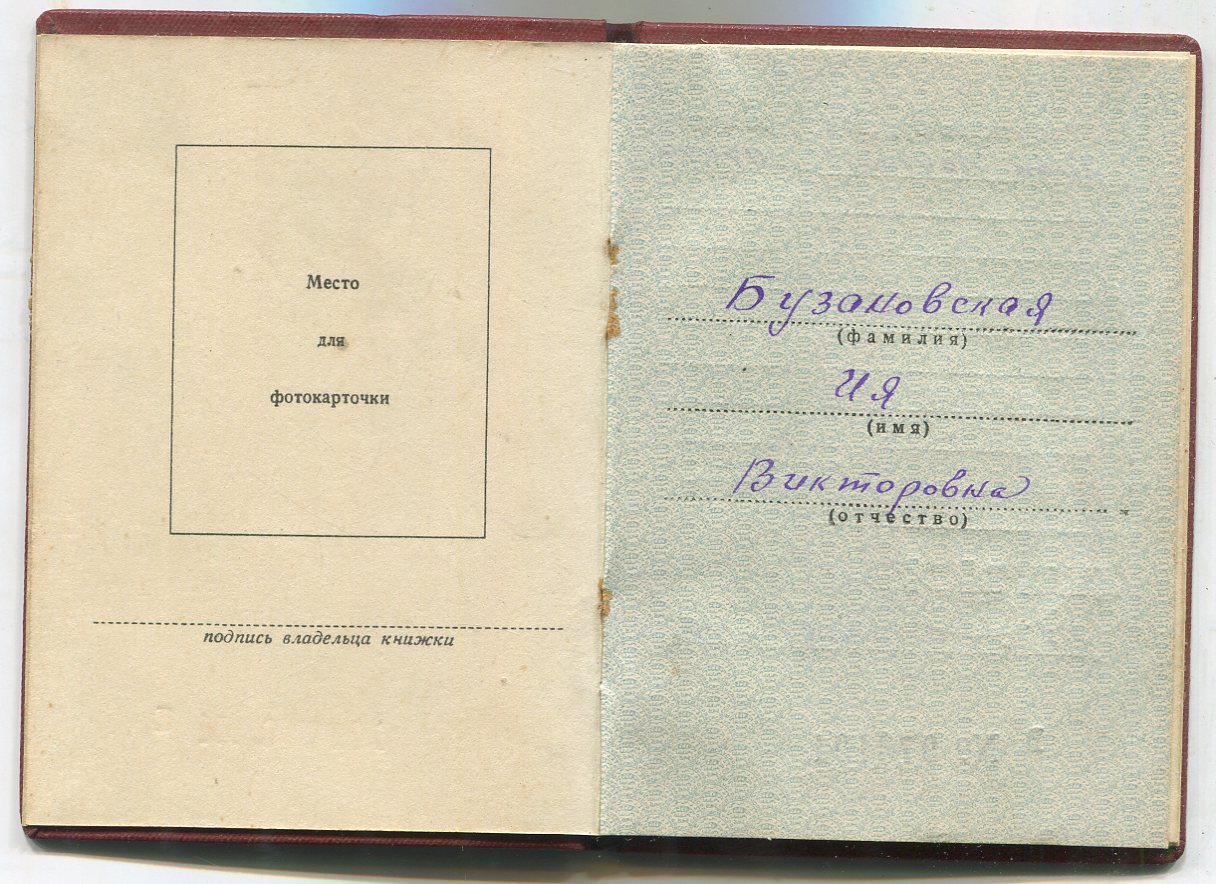 Место
для
фотокарточки
подпись владельца книжки
Бузановская
(фамилия)
Ия
(имя)
Викторовна
(отчество)